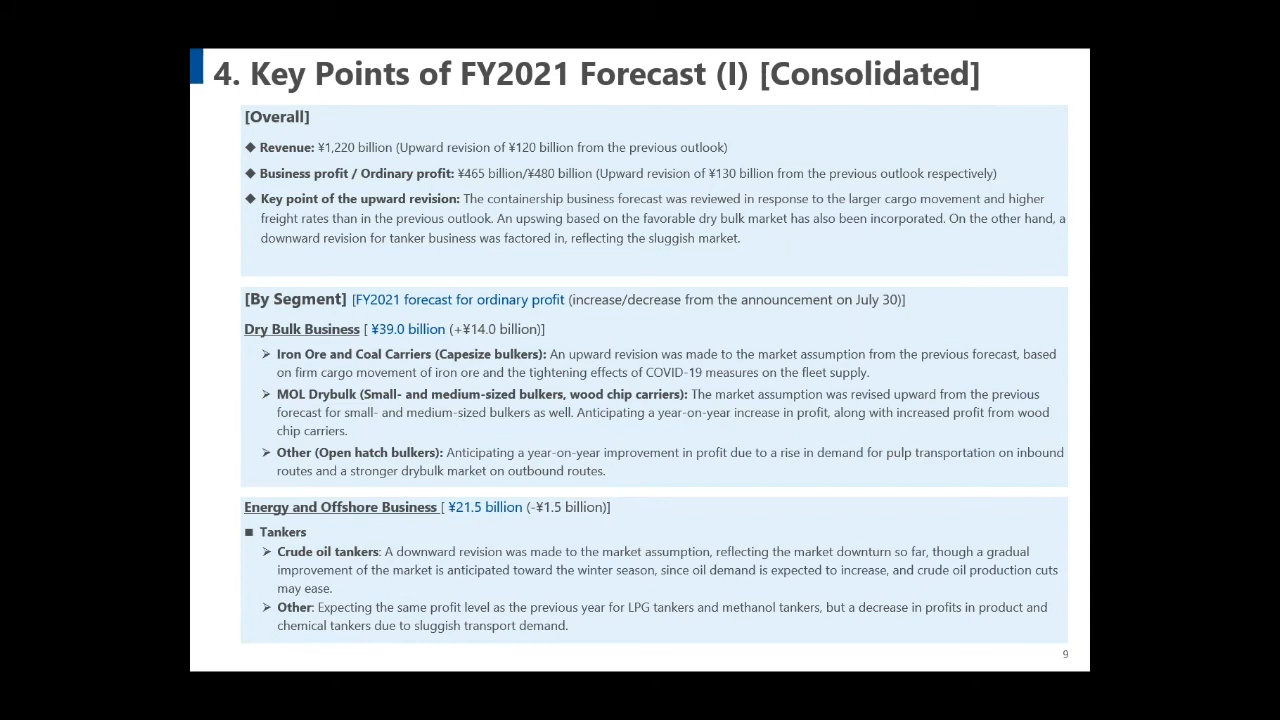 4. Key Points of FY2021 Forecast (I) [Consolidated]
[Overall]
◆ Revenue: ¥1,220 billion (Upward revision of ¥120 billion from the previous outlook)
◆ Business profit / Ordinary profit: ¥465 billion/¥480 billion (Upward revision of ¥130 billion from the previous outlook respectively)
◆ Key point of the upward revision: The containership business forecast was reviewed in response to the larger cargo movement and higher
freight rates than in the previous outlook. An upswing based on the favorable dry bulk market has also been incorporated. On the other hand, a
downward revision for tanker business was factored in, reflecting the sluggish market.
[By Segment] [FY2021 forecast for ordinary profit (increase/decrease from the announcement on July 30)]
Dry Bulk Business [ ¥39.0 billion (+¥14.0 billion)]
➢ Iron Ore and Coal Carriers (Capesize bulkers): An upward revision was made to the market assumption from the previous forecast, based
on firm cargo movement of iron ore and the tightening effects of COVID-19 measures on the fleet supply.
➢ MOL Drybulk (Small- and medium-sized bulkers, wood chip carriers): The market assumption was revised upward from the previous
forecast for small- and medium-sized bulkers as well. Anticipating a year-on-year increase in profit, along with increased profit from wood
chip carriers.
➢ Other (Open hatch bulkers): Anticipating a year-on-year improvement in profit due to a rise in demand for pulp transportation on inbound
routes and a stronger drybulk market on outbound routes.
Energy and Offshore Business [ ¥21.5 billion (-¥1.5 billion)]
■ Tankers
➢ Crude oil tankers: A downward revision was made to the market assumption, reflecting the market downturn so far, though a gradual
improvement of the market is anticipated toward the winter season, since oil demand is expected to increase, and crude oil production cuts
may ease.
➢ Other: Expecting the same profit level as the previous year for LPG tankers and methanol tankers, but a decrease in profits in product and
chemical tankers due to sluggish transport demand.
9